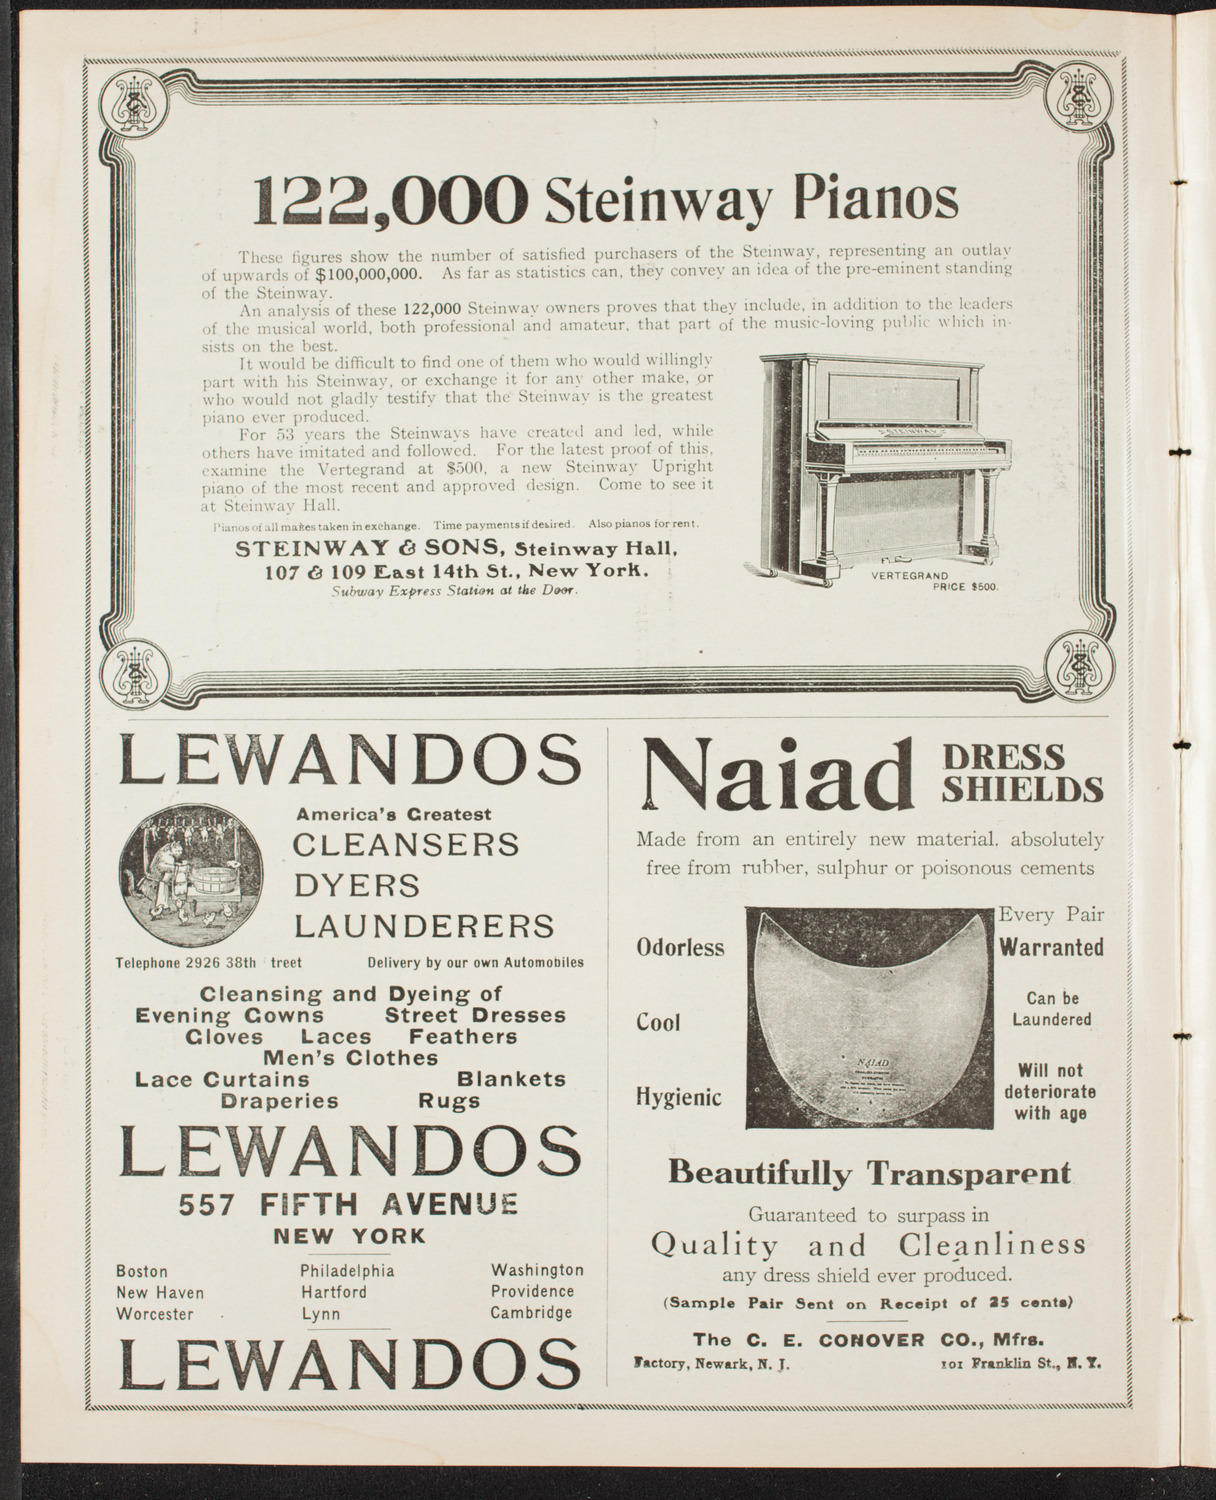 122,000 Steinway Pianos
These figures show the number of satisfied purchasers of the Steinway, representing an outlay
of upwards of $100,000,000. As far as statistics can, they convey an idea of the pre-eminent standing
of the Steinway.
An analysis of these 122,000 Steinway owners proves that they include, in addition to the leaders
of the musical world, both professional and amateur, that part of the music-loving public which in-
sists on the best.
It would be difficult to find one of them who would willingly
part with his Steinway, or exchange it for any other make, or
who would not gladly testify that the Steinway is the greatest
piano ever produced.
For 53 years the Steinways have created and led, while
others have imitated and followed. For the latest proof of this,
examine the Vertegrand at $500, a new Steinway Upright
piano of the most recent and approved design. Come to see it
at Steinway Hall.
Pianos of all makes taken in exchange. Time payments if desired. Also pianos for rent.
STEINWAY & SONS, Steinway Hall,
107 & 109 East 14th St., New York.
Subway Express Station at the Door.
STEINWAY
VERTEGRAND
PRICE $500.
LEWANDOS
America's Greatest
CLEANSERS
DYERS
LAUNDERERS
Telephone 2926 38th treet Delivery by our own Automobiles
Cleansing and Dyeing of
Evening Gowns Street Dresses
Gloves Laces Feathers
Men's Clothes
Lace Curtains Blankets
Draperies Rugs
LEWANDOS
557 FIFTH AVENUE
NEW YORK
Boston Philadelphia Washington
New Haven Hartford Providence
Worcester Lynn Cambridge
LEWANDOS
Naiad DRESS
SHIELDS
Made from an entirely new material, absolutely
free from rubber, sulphur or poisonous cements
Every Pair
Odorless Warranted
Can be
Cool Laundered
Will not
Hygienic deteriorate
with age
NAIAD
Beautifully Transparent
Guaranteed to surpass in
Quality and Cleanliness
any dress shield ever produced.
(Sample Pair Sent on Receipt of 25 cents)
The C. E. CONOVER CO., Mfrs.
Factory, Newark, N. J. 101 Franklin St., N. Y.